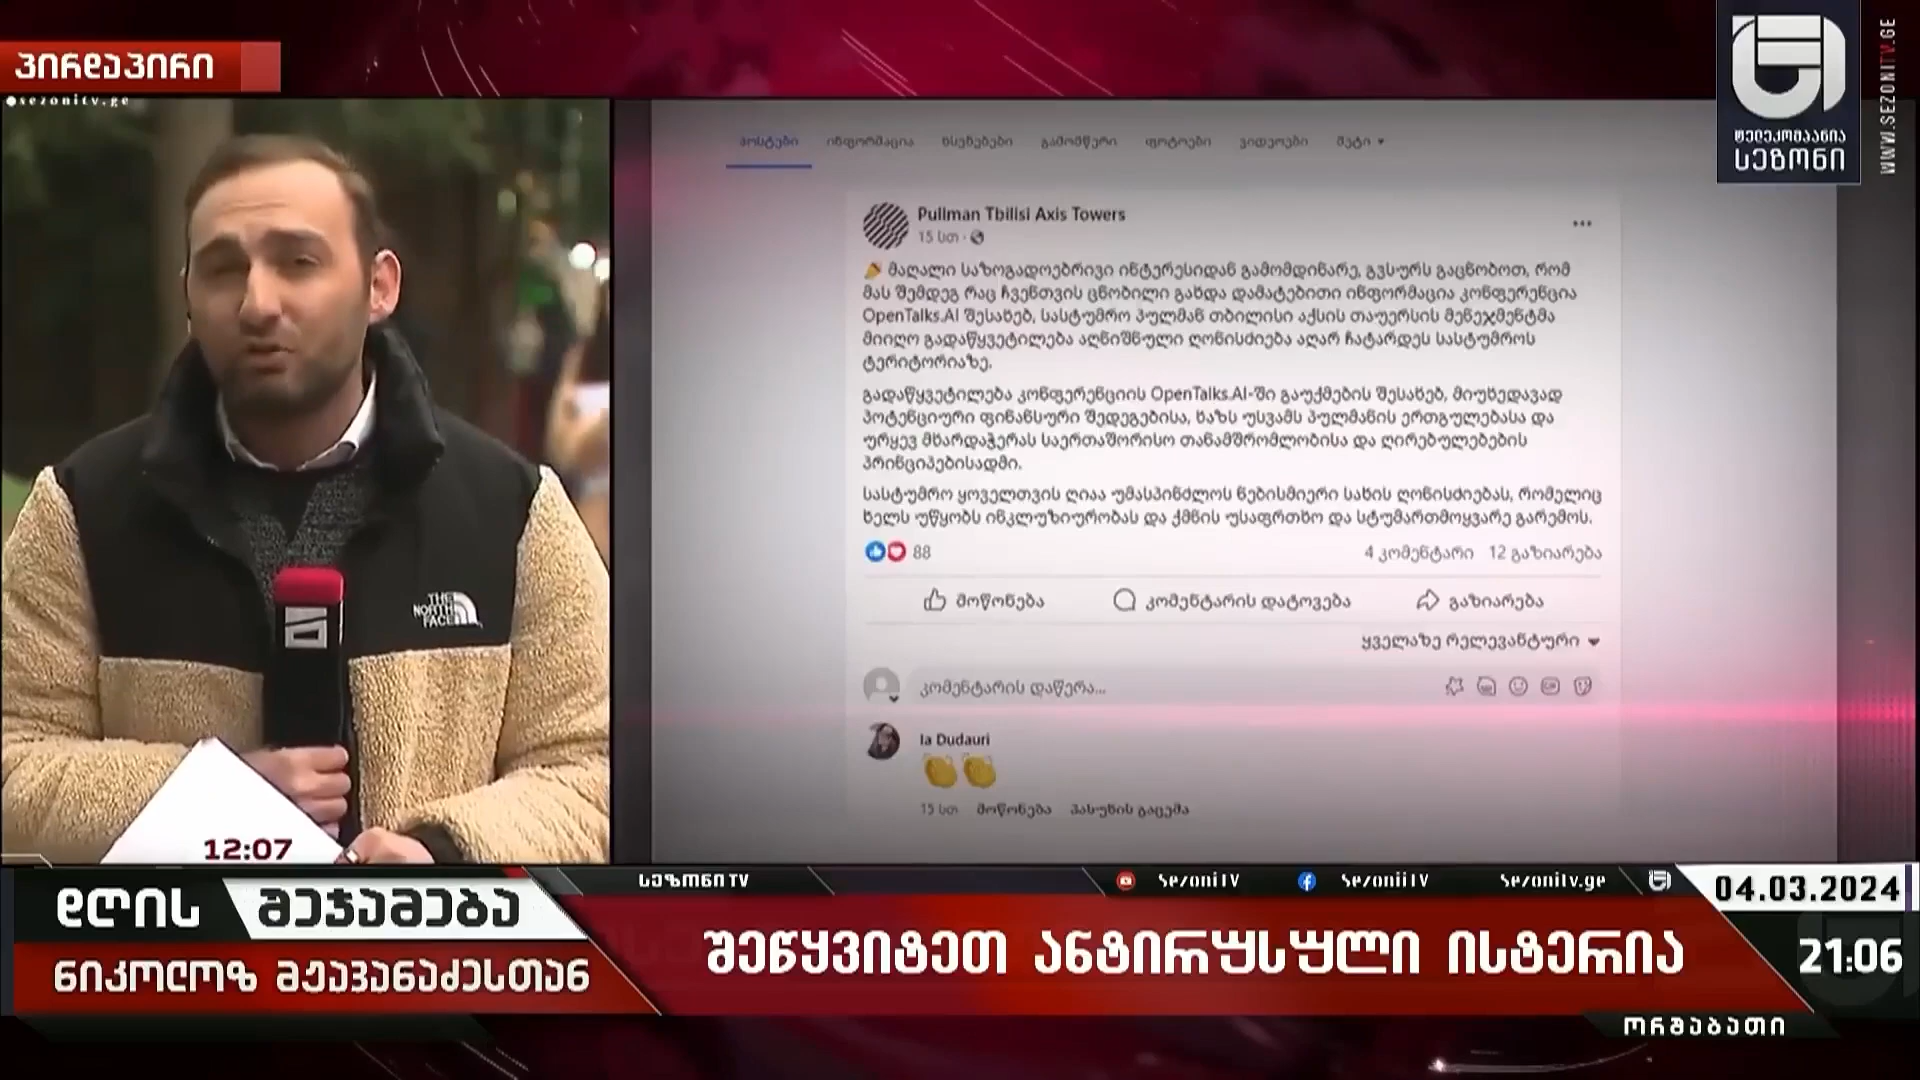 პირდაპირი
sezonitv.ge
ტელეკომპანია
სეზონი
WWW.SEZONITV.GE
პოსტები ინფორმაცია ხსენებები გამომწერი ფოტოები ვიდეოები მეტი
Pullman Tbilisi Axis Towers
15 სთ
მაღალი საზოგადოებრივი ინტერესიდან გამომდინარე, გვსურს გაცნობოთ, რომ
მას შემდეგ რაც ჩვენთვის ცნობილი გახდა დამატებითი ინფორმაცია კონფერენცია
OpenTalks.AI შესახებ, სასტუმრო პულმან თბილისი აქსის თაუერსის მენეჯმენტმა
მიიღო გადაწყვეტილება აღნიშნული ღონისძიება აღარ ჩატარდეს სასტუმროს
ტერიტორიაზე.
გადაწყვეტილება კონფერენციის OpenTalks.AI-ში გაუქმების შესახებ, მიუხედავად
პოტენციური ფინანსური შედეგებისა, ხაზს უსვამს პულმანის ერთგულებასა და
ურყევ მხარდაჭერას საერთაშორისო თანამშრომლობისა და ღირებულებების
პრინციპებისადმი.
სასტუმრო ყოველთვის ღიაა უმასპინძლოს ნებისმიერი სახის ღონისძიებას, რომელიც
ხელს უწყობს ინკლუზიურობას და ქმნის უსაფრთხო და სტუმართმოყვარე გარემოს.
88 4 კომენტარი 12 გაზიარება
მოწონება კომენტარის დატოვება გაზიარება
ყველაზე რელევანტური
კომენტარის დაწერა...
Ia Dudauri
15 სთ მოწონება პასუხის გაცემა
THE
NORTH
FACE
12:07
სეზონი TV SezoniTV SezoniiTV Sezonitv.ge
04.03.2024
დღის შეჯამება
შეწყვიტეთ ანტირუსული ისტერია
21:06
ნიკოლოზ მჟავანაძესთან
ორშაბათი